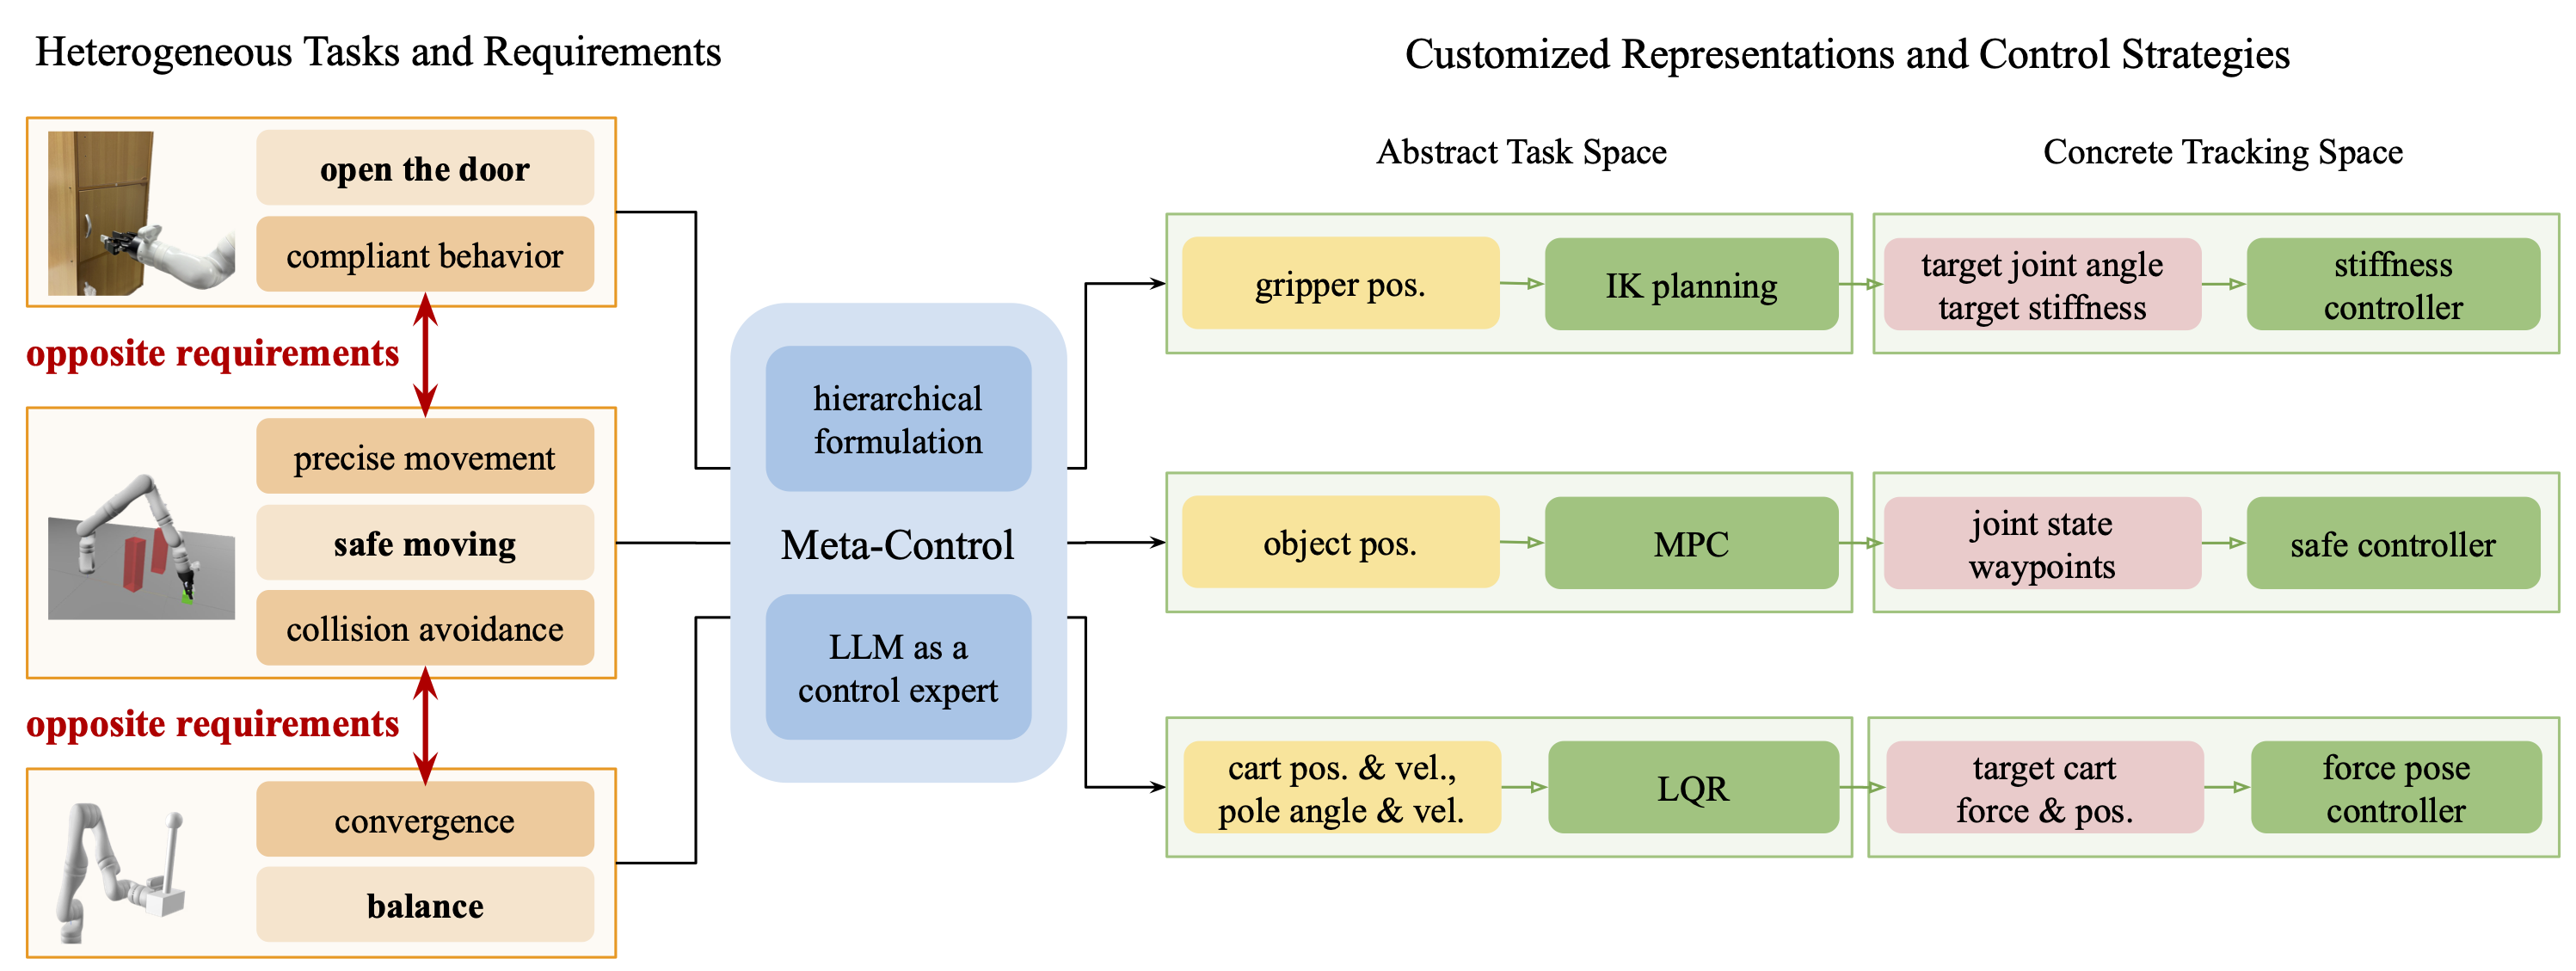 Heterogeneous Tasks and Requirements
open the door
compliant behavior
opposite requirements
precise movement
safe moving
collision avoidance
opposite requirements
convergence
balance
hierarchical
formulation
Meta-Control
LLM as a
control expert
Customized Representations and Control Strategies
Abstract Task Space
Concrete Tracking Space
gripper pos.
IK planning
target joint angle
target stiffness
stiffness
controller
object pos.
MPC
joint state
waypoints
safe controller
cart pos. & vel.,
pole angle & vel.
LQR
target cart
force & pos.
force pose
controller